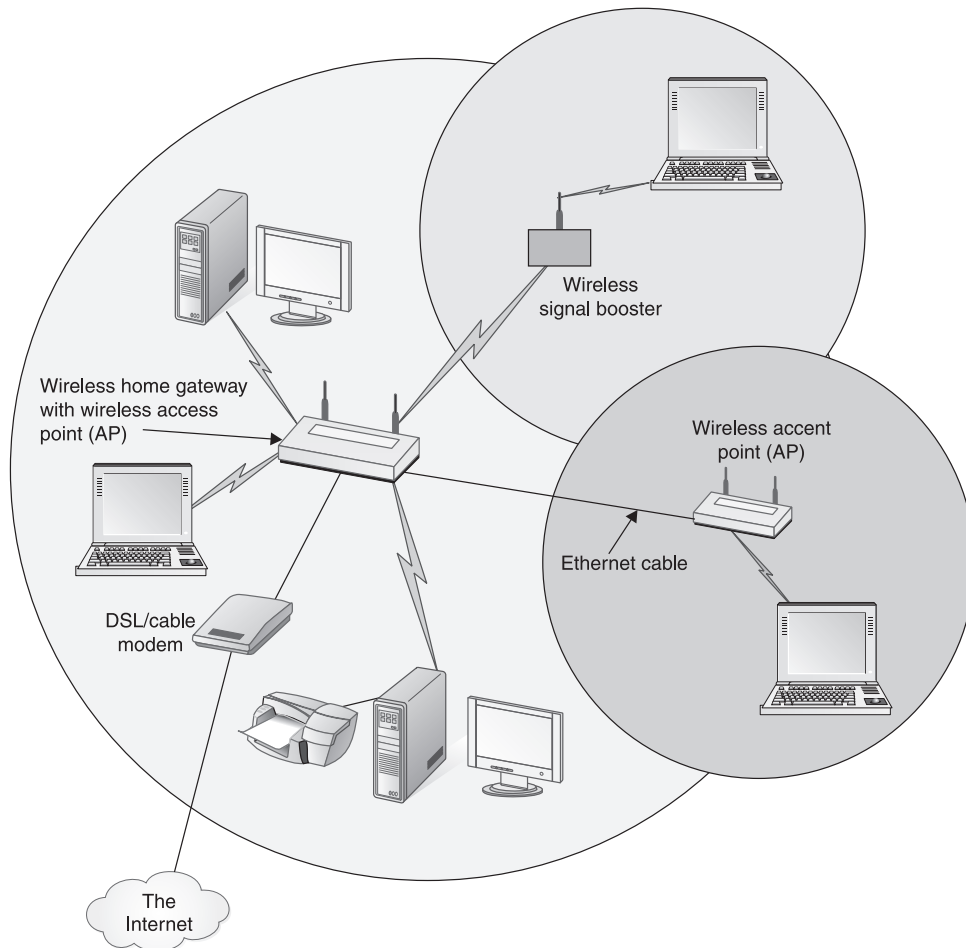 Wireless
signal booster
Wireless home gateway
with wireless access
point (AP)
Wireless accent
point (AP)
Ethernet cable
DSL/cable
modem
The
Internet